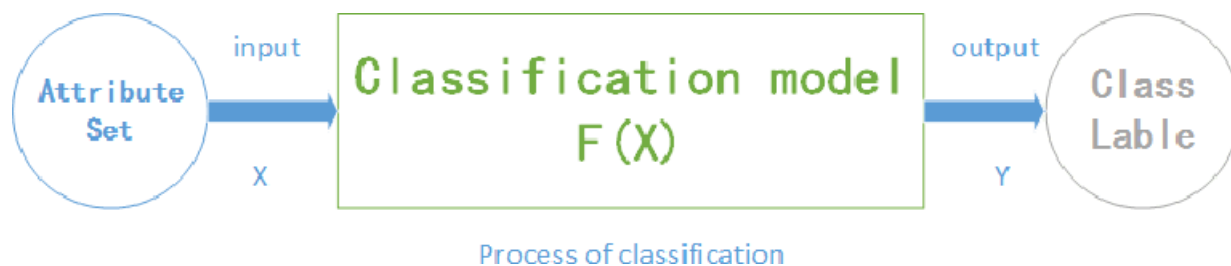 Attribute
Set
input
X
Classification model
F(X)
output
Y
Class
Lable
Process of classification